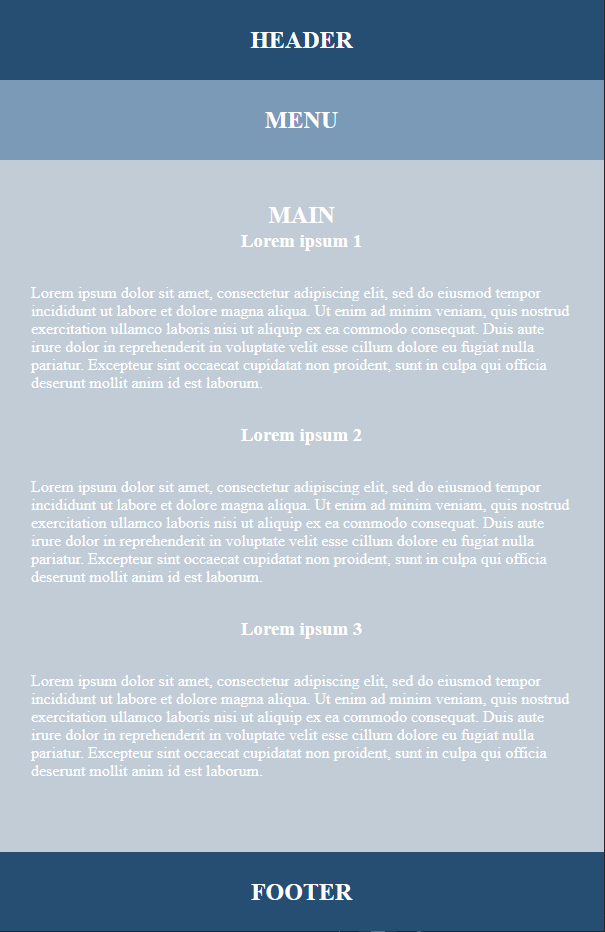 HEADER
MENU
MAIN
Lorem ipsum 1
Lorem ipsum dolor sit amet, consectetur adipiscing elit, sed do eiusmod tempor
incididunt ut labore et dolore magna aliqua. Ut enim ad minim veniam, quis nostrud
exercitation ullamco laboris nisi ut aliquip ex ea commodo consequat. Duis aute
irure dolor in reprehenderit in voluptate velit esse cillum dolore eu fugiat nulla
pariatur. Excepteur sint occaecat cupidatat non proident, sunt in culpa qui officia
deserunt mollit anim id est laborum.
Lorem ipsum 2
Lorem ipsum dolor sit amet, consectetur adipiscing elit, sed do eiusmod tempor
incididunt ut labore et dolore magna aliqua. Ut enim ad minim veniam, quis nostrud
exercitation ullamco laboris nisi ut aliquip ex ea commodo consequat. Duis aute
irure dolor in reprehenderit in voluptate velit esse cillum dolore eu fugiat nulla
pariatur. Excepteur sint occaecat cupidatat non proident, sunt in culpa qui officia
deserunt mollit anim id est laborum.
Lorem ipsum 3
Lorem ipsum dolor sit amet, consectetur adipiscing elit, sed do eiusmod tempor
incididunt ut labore et dolore magna aliqua. Ut enim ad minim veniam, quis nostrud
exercitation ullamco laboris nisi ut aliquip ex ea commodo consequat. Duis aute
irure dolor in reprehenderit in voluptate velit esse cillum dolore eu fugiat nulla
pariatur. Excepteur sint occaecat cupidatat non proident, sunt in culpa qui officia
deserunt mollit anim id est laborum.
FOOTER